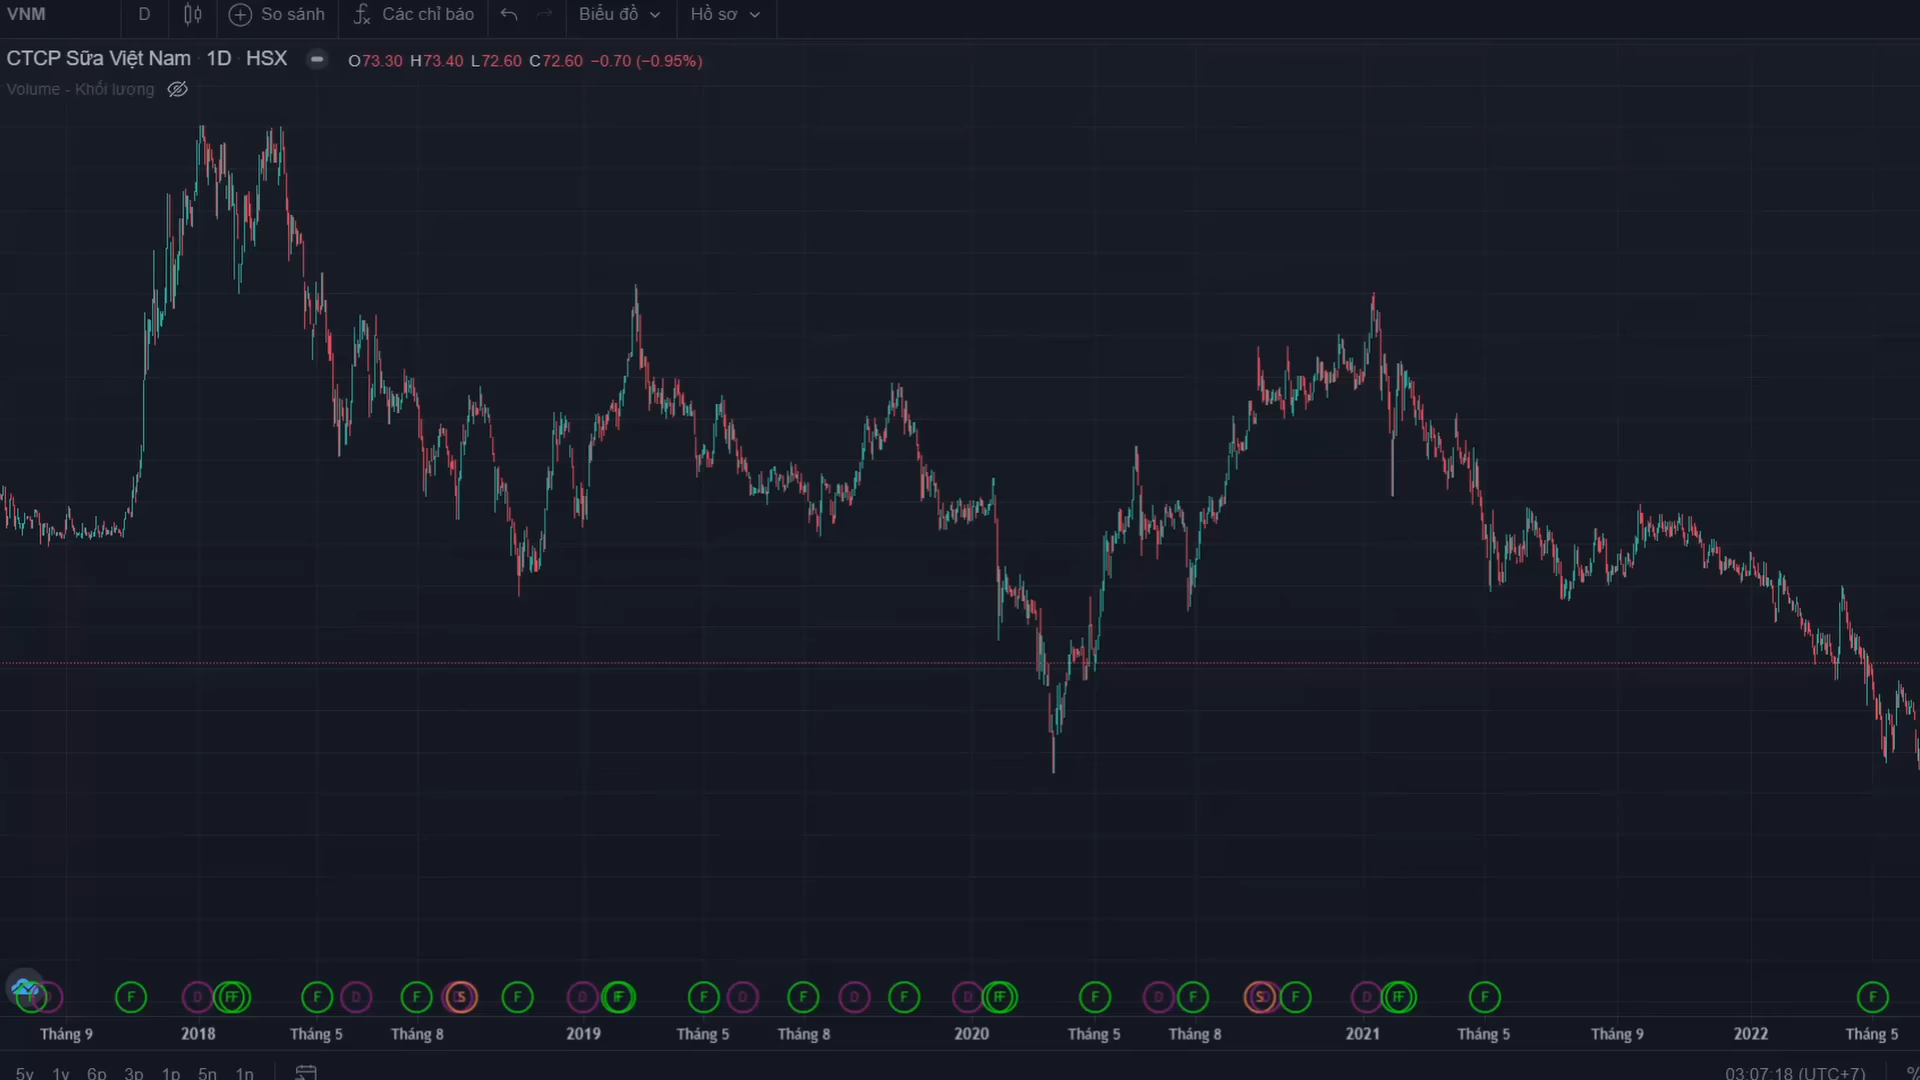 VNM D So sánh Các chỉ báo Biểu đồ Hồ sơ
CTCP Sữa Việt Nam · 1D · HSX O73.30 H73.40 L72.60 C72.60 −0.70 (−0.95%)
Volume - Khối lượng
F D F D F F F D F D S F D F F F D F D F D F F F D F S D F D F F F F
Tháng 9 2018 Tháng 5 Tháng 8 2019 Tháng 5 Tháng 8 2020 Tháng 5 Tháng 8 2021 Tháng 5 Tháng 9 2022 Tháng 5
5y 1y 6p 3p 1p 5n 1n 03:07:18 (UTC+7) %